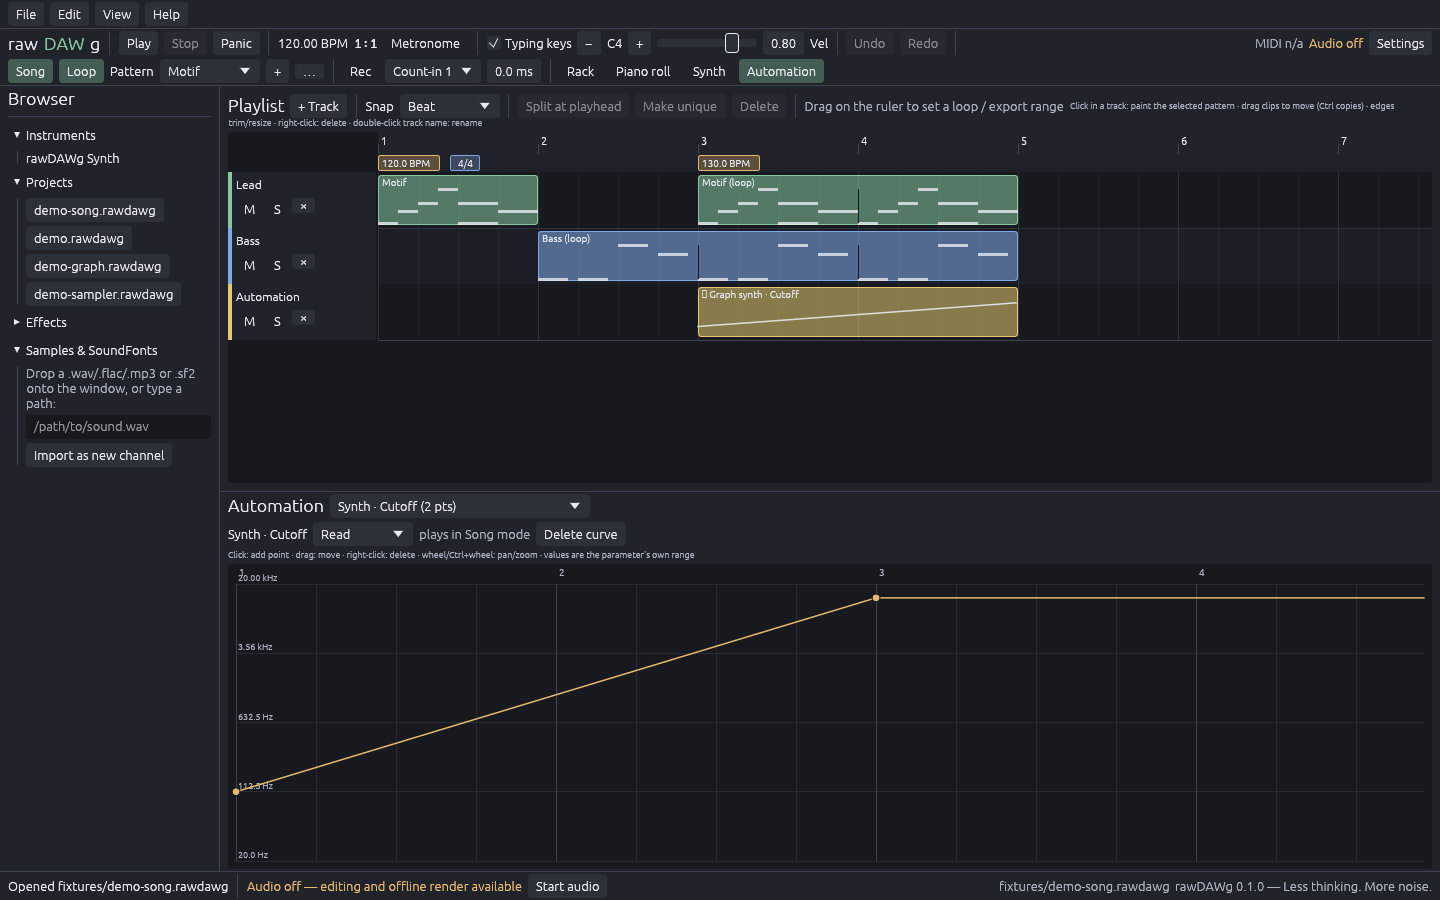 File Edit View Help
raw DAW g Play Stop Panic 120.00 BPM 1:1 Metronome Typing keys − C4 + 0.80 Vel Undo Redo MIDI n/a Audio off Settings
Song Loop Pattern Motif + ... Rec Count-in 1 0.0 ms Rack Piano roll Synth Automation
Browser
Instruments
rawDAWg Synth
Projects
demo-song.rawdawg
demo.rawdawg
demo-graph.rawdawg
demo-sampler.rawdawg
Effects
Samples & SoundFonts
Drop a .wav/.flac/.mp3 or .sf2
onto the window, or type a
path:
/path/to/sound.wav
Import as new channel
Playlist + Track Snap Beat Split at playhead Make unique Delete Drag on the ruler to set a loop / export range Click in a track: paint the selected pattern · drag clips to move (Ctrl copies) · edges
trim/resize · right-click: delete · double-click track name: rename
1 2 3 4 5 6 7
120.0 BPM 4/4 130.0 BPM
Lead Motif Motif (loop)
M S ×
Bass Bass (loop)
M S ×
Automation Graph synth · Cutoff
M S ×
Automation Synth · Cutoff (2 pts)
Synth · Cutoff Read plays in Song mode Delete curve
Click: add point · drag: move · right-click: delete · wheel/Ctrl+wheel: pan/zoom · values are the parameter's own range
1 2 3 4
20.00 kHz
3.56 kHz
632.5 Hz
112.5 Hz
20.0 Hz
Opened fixtures/demo-song.rawdawg Audio off — editing and offline render available Start audio fixtures/demo-song.rawdawg rawDAWg 0.1.0 — Less thinking. More noise.